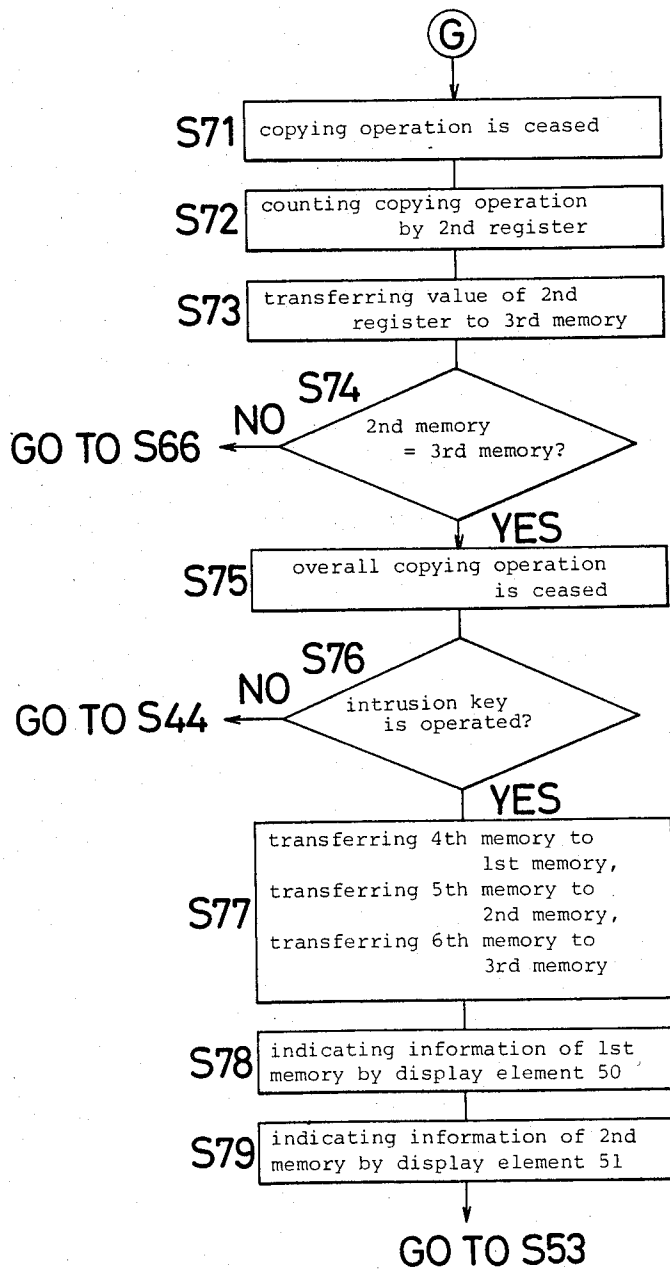 G
S71
copying operation is ceased
S72
counting copying operation
by 2nd register
S73
transferring value of 2nd
register to 3rd memory
S74
NO
GO TO S66
2nd memory
= 3rd memory?
YES
S75
overall copying operation
is ceased
S76
NO
GO TO S44
intrusion key
is operated?
YES
S77
transferring 4th memory to
1st memory,
transferring 5th memory to
2nd memory,
transferring 6th memory to
3rd memory
S78
indicating information of 1st
memory by display element 50
S79
indicating information of 2nd
memory by display element 51
GO TO S53